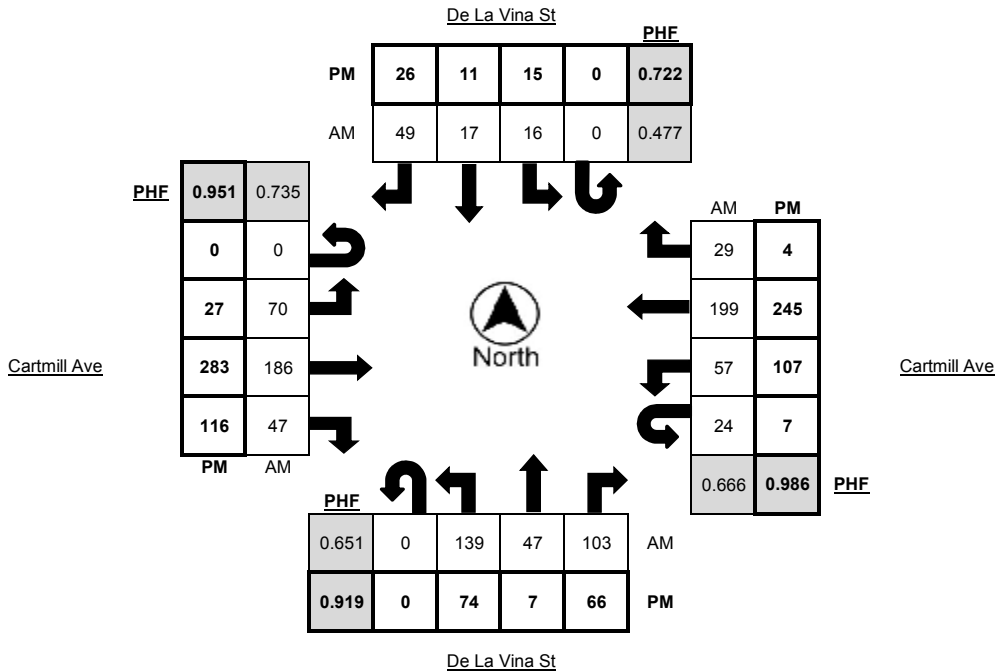 De La Vina St
PHF
PM 26 11 15 0 0.722
AM 49 17 16 0 0.477
PHF 0.951 0.735
0 0
27 70
283 186
116 47
PM AM
Cartmill Ave
North
AM PM
29 4
199 245
57 107
24 7
0.666 0.986 PHF
Cartmill Ave
PHF
0.651 0 139 47 103 AM
0.919 0 74 7 66 PM
De La Vina St